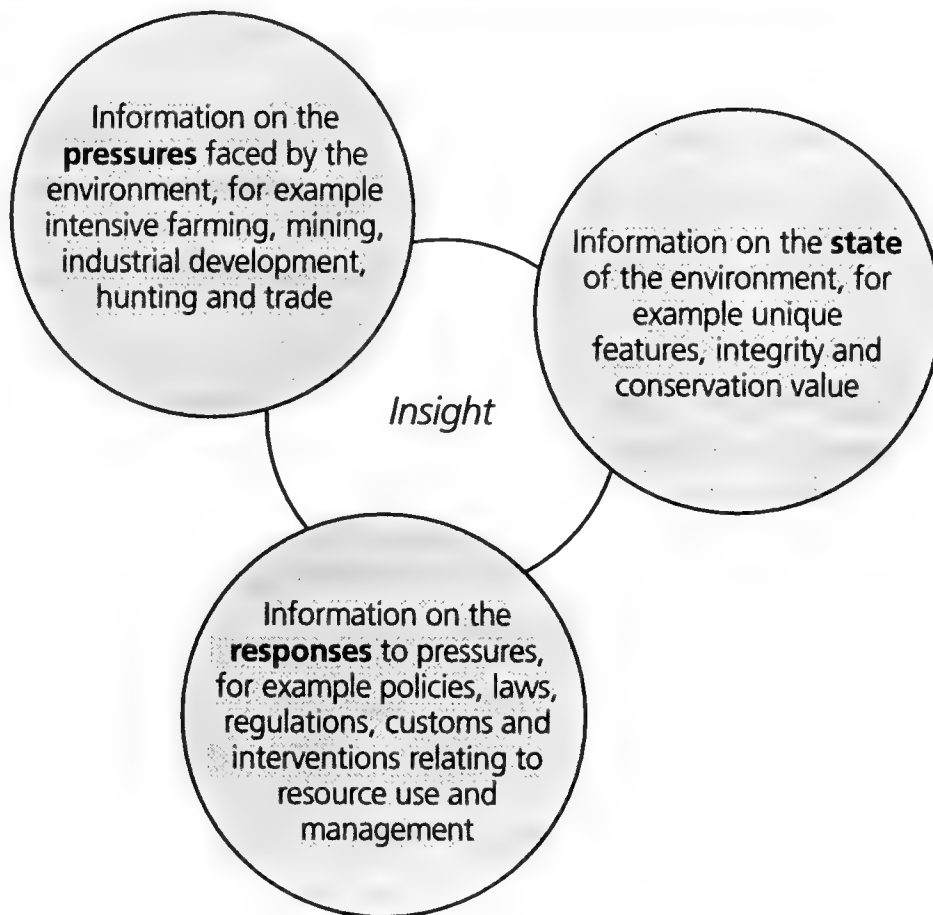 Information on the
pressures faced by the
environment, for example
intensive farming, mining,
industrial development,
hunting and trade
Information on the state
of the environment, for
example unique
features, integrity and
conservation value
Insight
Information on the
responses to pressures,
for example policies, laws,
regulations, customs and
interventions relating to
resource use and
management